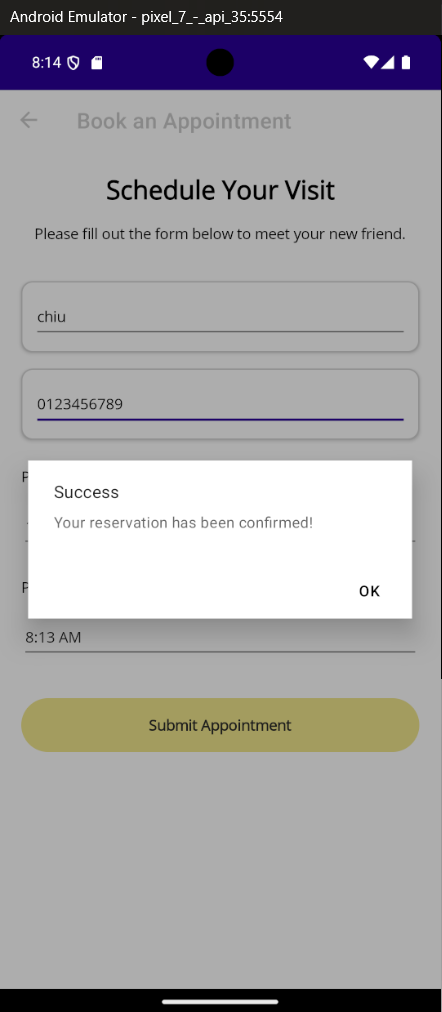 Android Emulator - pixel_7_-_api_35:5554
8:14
Book an Appointment
Schedule Your Visit
Please fill out the form below to meet your new friend.
chiu
0123456789
Success
Your reservation has been confirmed!
OK
8:13 AM
Submit Appointment